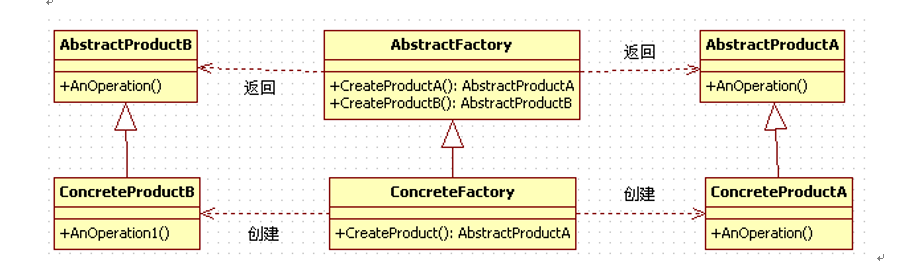 AbstractProductB
+AnOperation()
返回
AbstractFactory
+CreateProductA(): AbstractProductA
+CreateProductB(): AbstractProductB
返回
AbstractProductA
+AnOperation()
ConcreteProductB
+AnOperation1()
创建
ConcreteFactory
+CreateProduct(): AbstractProductA
创建
ConcreteProductA
+AnOperation()